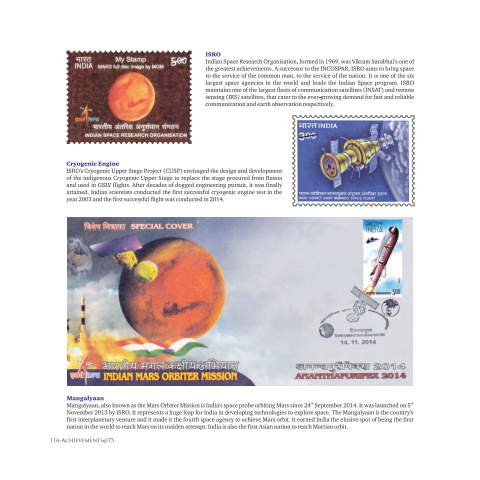 ISRO
Indian Space Research Organisation, formed in 1969, was Vikram Sarabhai's one of
the greatest achievements. A successor to the INCOSPAR, ISRO aims to bring space
to the service of the common man, to the service of the nation. It is one of the six
largest space agencies in the world and leads the Indian Space program. ISRO
maintains one of the largest fleets of communication satellites (INSAT) and remote
sensing (IRS) satellites, that cater to the ever-growing demand for fast and reliable
communication and earth observation respectively.
भारत
INDIA
My Stamp
MARS full disc image by MOM
5.00
भारतीय अंतरिक्ष अनुसंधान संगठन
INDIAN SPACE RESEARCH ORGANISATION
भारत INDIA
300
INDO-SOVIET JOINT MANNED SPACE FLIGHT
Cryogenic Engine
ISRO's Cryogenic Upper Stage Project (CUSP) envisaged the design and development
of the indigenous Cryogenic Upper Stage to replace the stage procured from Russia
and used in GSLV flights. After decades of dogged engineering pursuit, it was finally
attained. Indian scientists conducted the first successful cryogenic engine test in the
year 2003 and the first successful flight was conducted in 2014.
विशेष लिफाफा SPECIAL COVER
भारत
INDIA
500
14.11.2014
भारतीय मंगल कक्षीय अभियान
INDIAN MARS ORBITER MISSION
अनन्तपुरीपेक्स 2014
ANANTHAPURIPEX 2014
Mangalyaan
Mangalyaan, also known as the Mars Orbiter Mission is India's space probe orbiting Mars since 24th September 2014. It was launched on 5th
November 2013 by ISRO. It represents a huge leap for India in developing technologies to explore space. The Mangalyaan is the country's
first interplanetary venture and it made it the fourth space agency to achieve Mars orbit. It earned India the elusive spot of being the first
nation in the world to reach Mars on its maiden attempt. India is also the first Asian nation to reach Martian orbit.
116-ACHIEVEMENTS@75